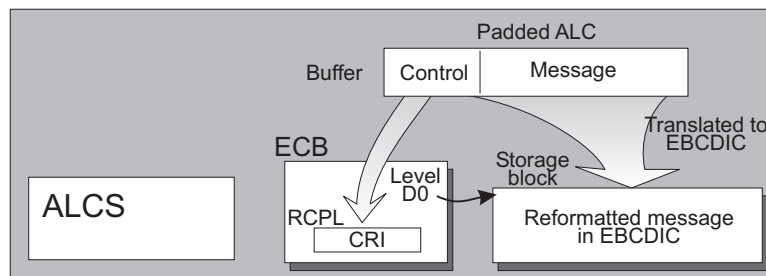 Padded ALC
Buffer
Control
Message
Translated to
EBCDIC
ECB
Level
D0
Storage
block
ALCS
RCPL
CRI
Reformatted message
in EBCDIC